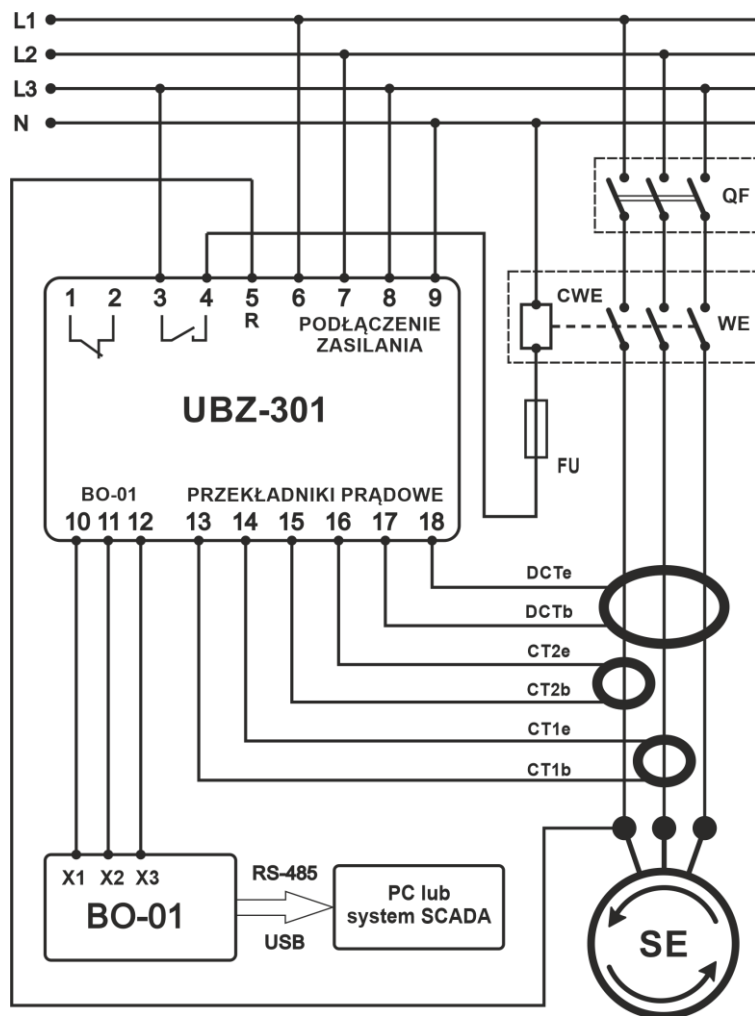 L1
L2
L3
N
QF
1 2 3 4 5 6 7 8 9
R
PODŁĄCZENIE
ZASILANIA
CWE
WE
UBZ-301
FU
BO-01
PRZEKŁADNIKI PRĄDOWE
10 11 12 13 14 15 16 17 18
DCTe
DCTb
CT2e
CT2b
CT1e
CT1b
X1 X2 X3
BO-01
RS-485
USB
PC lub
system SCADA
SE